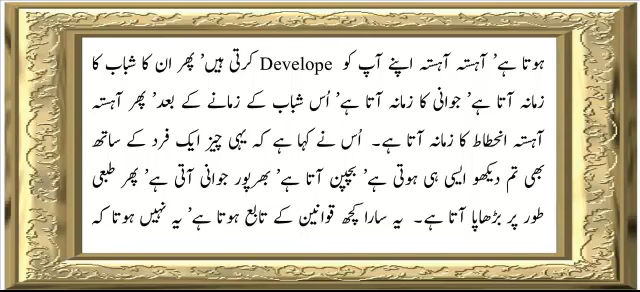 ہوتا ہے’ آہستہ آہستہ اپنے آپ کو Develope کرتی ہیں’ پھر ان کا شباب کا
زمانہ آتا ہے’ جوانی کا زمانہ آتا ہے’ اُس شباب کے زمانے کے بعد’ پھر آہستہ
آہستہ انحطاط کا زمانہ آتا ہے۔ اُس نے کہا ہے کہ یہی چیز ایک فرد کے ساتھ
بھی تم دیکھو ایسی ہی ہوتی ہے’ بچپن آتا ہے’ بھرپور جوانی آتی ہے’ پھر طبعی
طور پر بڑھاپا آتا ہے۔ یہ سارا کچھ قوانین کے تابع ہوتا ہے’ یہ نہیں ہوتا کہ